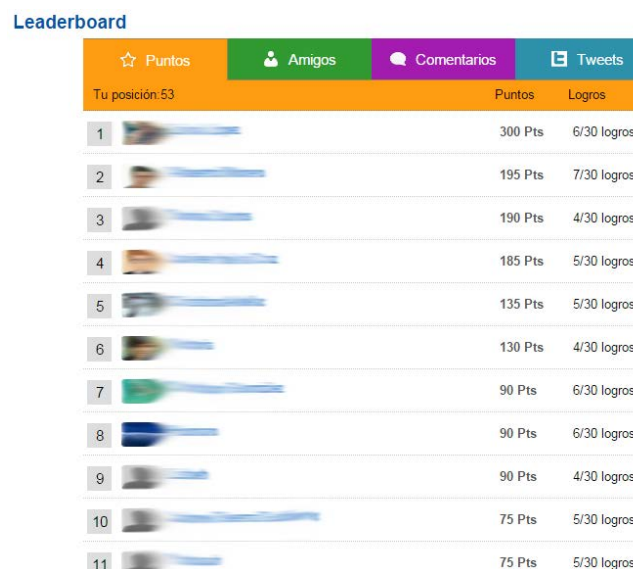 Leaderboard
Puntos Amigos Comentarios Tweets
Tu posición:53 Puntos Logros
1 300 Pts 6/30 logros
2 195 Pts 7/30 logros
3 190 Pts 4/30 logros
4 185 Pts 5/30 logros
5 135 Pts 5/30 logros
6 130 Pts 4/30 logros
7 90 Pts 6/30 logros
8 90 Pts 6/30 logros
9 90 Pts 4/30 logros
10 75 Pts 5/30 logros
11 75 Pts 5/30 logros